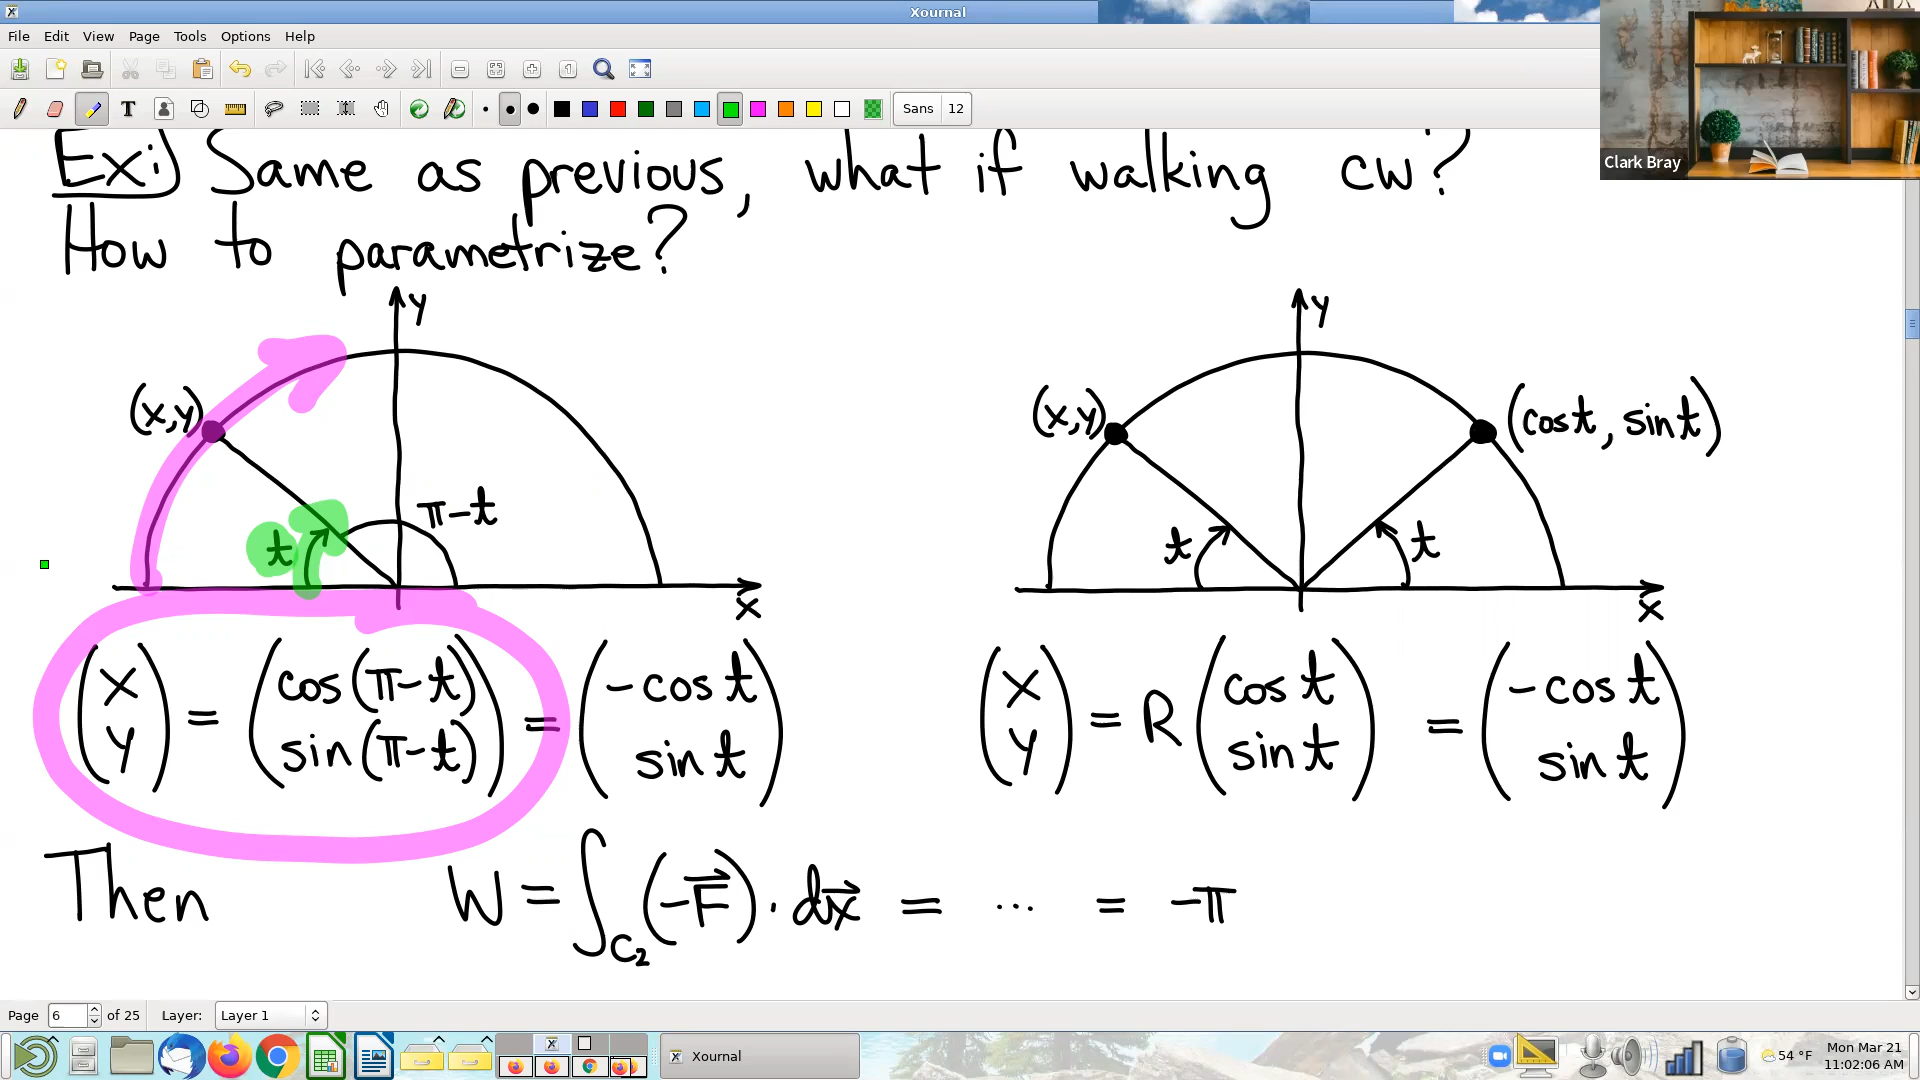 Xournal
File Edit View Page Tools Options Help
Sans 12
Clark Bray
Ex: Same as previous, what if walking cw?
How to parametrize?
y
(x,y)
π-t
t
x
y
(x,y)
(cos t, sin t)
t
t
x
(x y) = (cos(π-t) sin(π-t)) = (-cos t sin t)
(x y) = R (cos t sin t) = (-cos t sin t)
Then W = ∫C₂ (-F⃗) · dx⃗ = ... = -π
Page 6 of 25 Layer: Layer 1
Xournal
54 °F
Mon Mar 21
11:02:06 AM